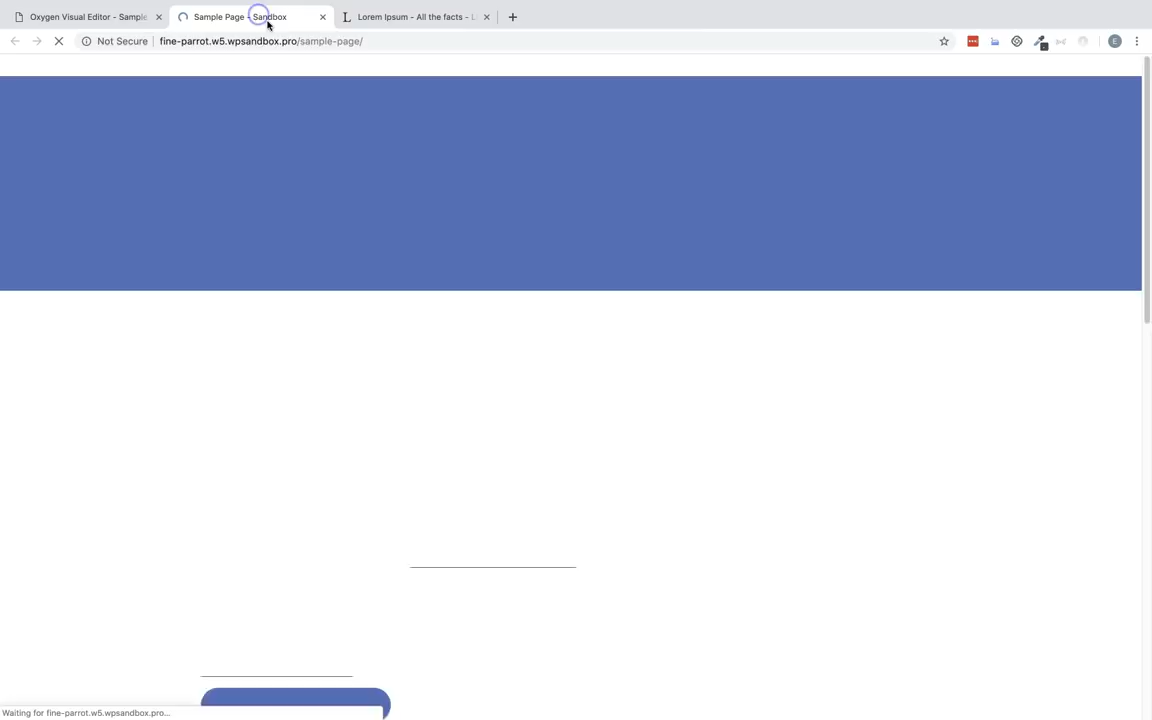 Oxygen Visual Editor - Sample
Sample Page - Sandbox
Lorem Ipsum - All the facts - L
Not Secure
fine-parrot.w5.wpsandbox.pro/sample-page/
E
Waiting for fine-parrot.w5.wpsandbox.pro...